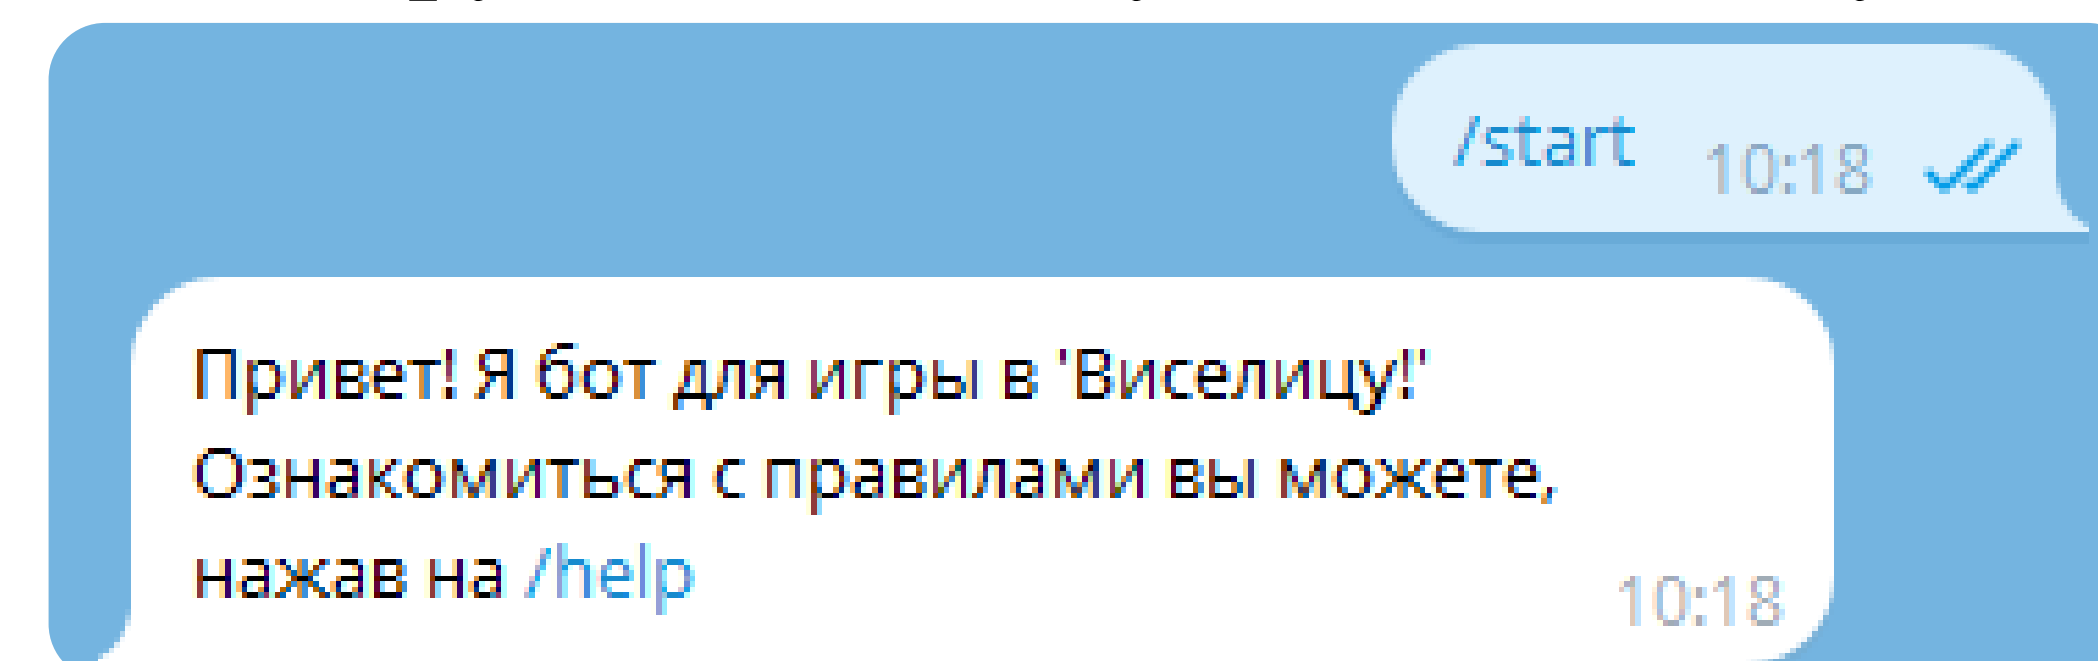 /start 10:18
Привет! Я бот для игры в 'Виселицу!'
Ознакомиться с правилами вы можете,
нажав на /help
10:18